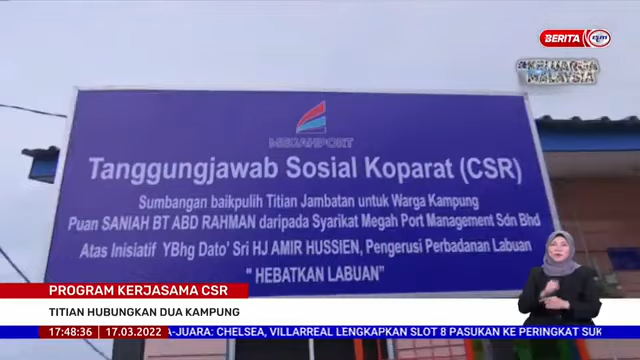 BERITA RTM
#KELUARGA
MALAYSIA
MEGAHPORT
Tanggungjawab Sosial Koparat (CSR)
Sumbangan baikpulih Titian Jambatan untuk Warga Kampung
Puan SANIAH BT ABD RAHMAN daripada Syarikat Megah Port Management Sdn Bhd
Atas Inisiatif YBhg Dato' Sri HJ AMIR HUSSIEN, Pengerusi Perbadanan Labuan
" HEBATKAN LABUAN"
PROGRAM KERJASAMA CSR
TITIAN HUBUNGKAN DUA KAMPUNG
17:48:36 17.03.2022 A-JUARA: CHELSEA, VILLARREAL LENGKAPKAN SLOT 8 PASUKAN KE PERINGKAT SUK